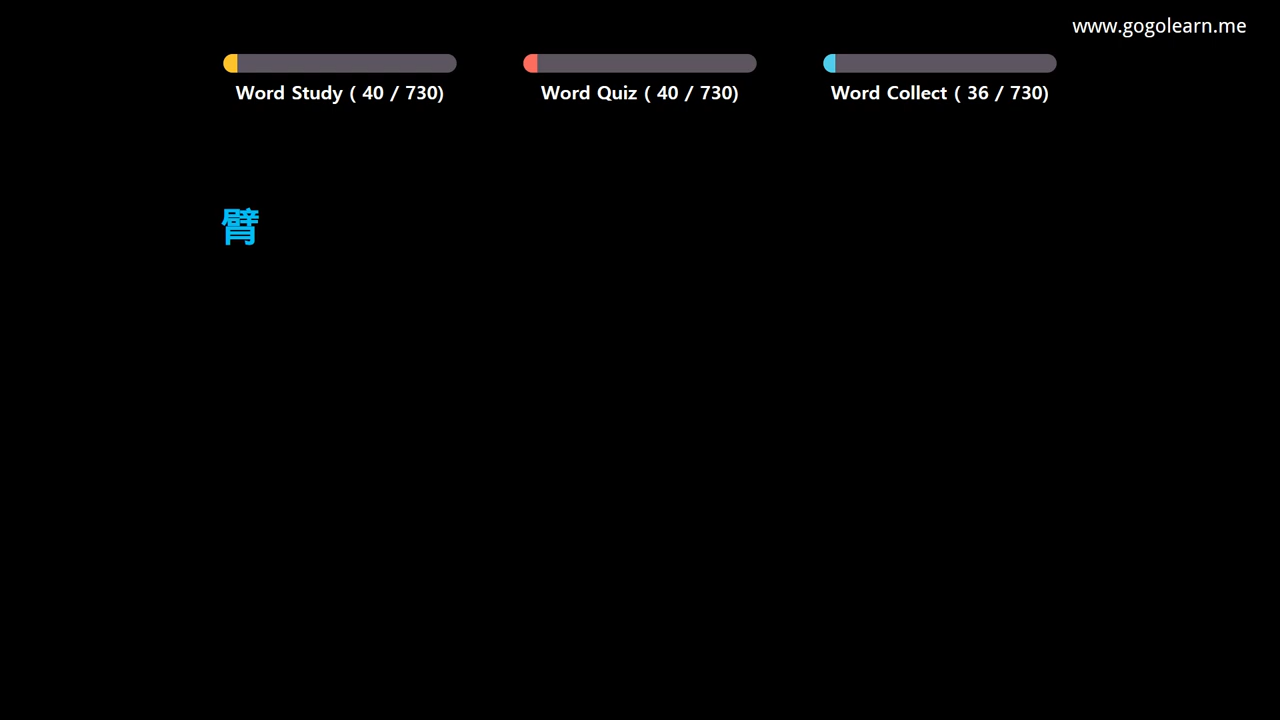 www.gogolearn.me
Word Study ( 40 / 730)
Word Quiz ( 40 / 730)
Word Collect ( 36 / 730)
臂